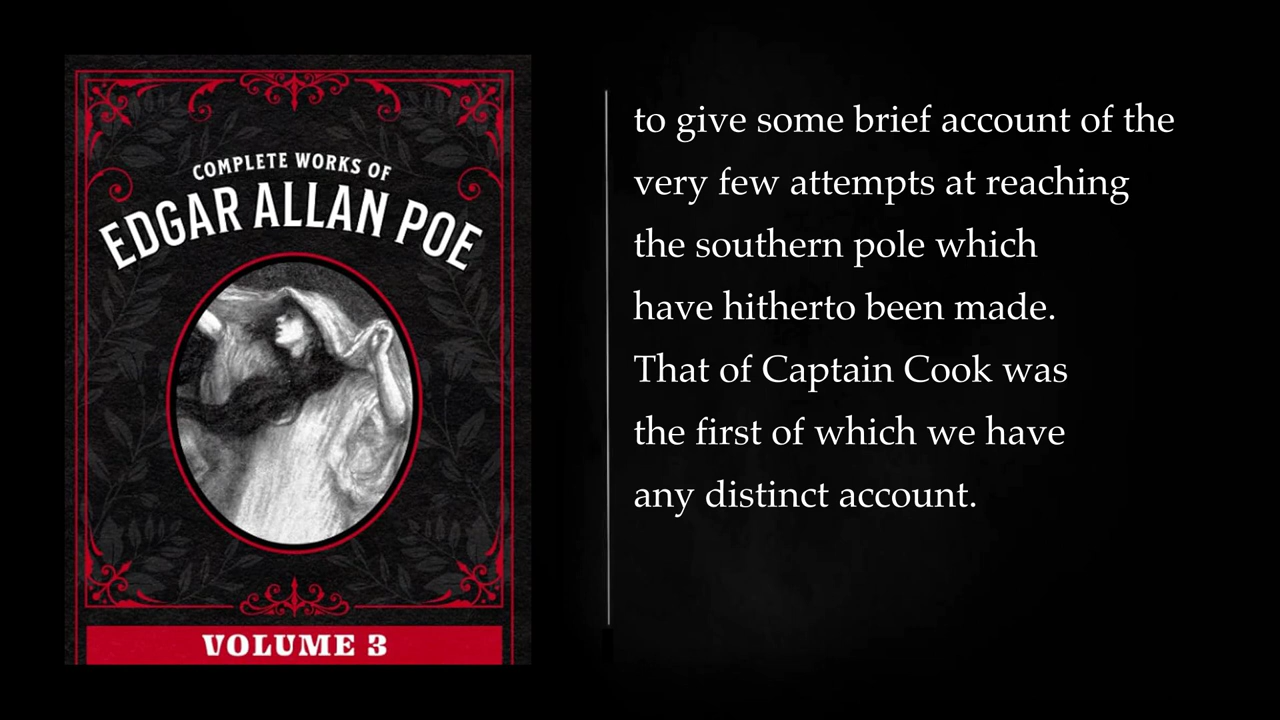 COMPLETE WORKS OF
EDGAR ALLAN POE
VOLUME 3
to give some brief account of the
very few attempts at reaching
the southern pole which
have hitherto been made.
That of Captain Cook was
the first of which we have
any distinct account.